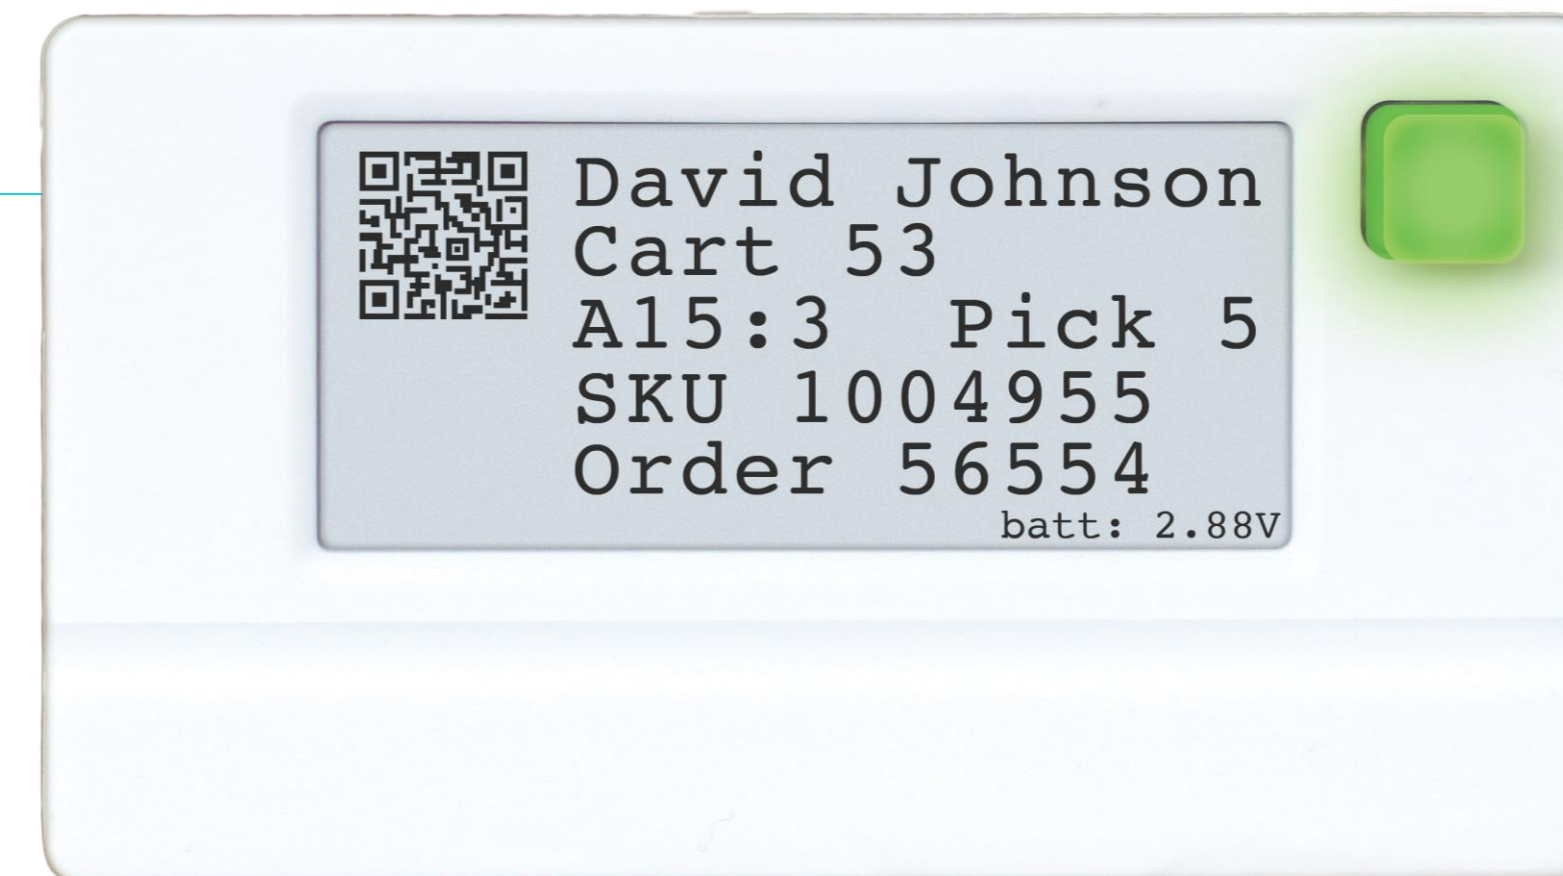 David Johnson
Cart 53
A15:3 Pick 5
SKU 1004955
Order 56554
batt: 2.88V